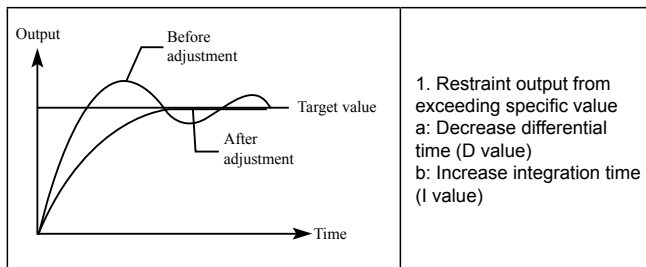 Output
Before
adjustment
Target value
After
adjustment
Time
1. Restraint output from
exceeding specific value
a: Decrease differential
time (D value)
b: Increase integration time
(I value)